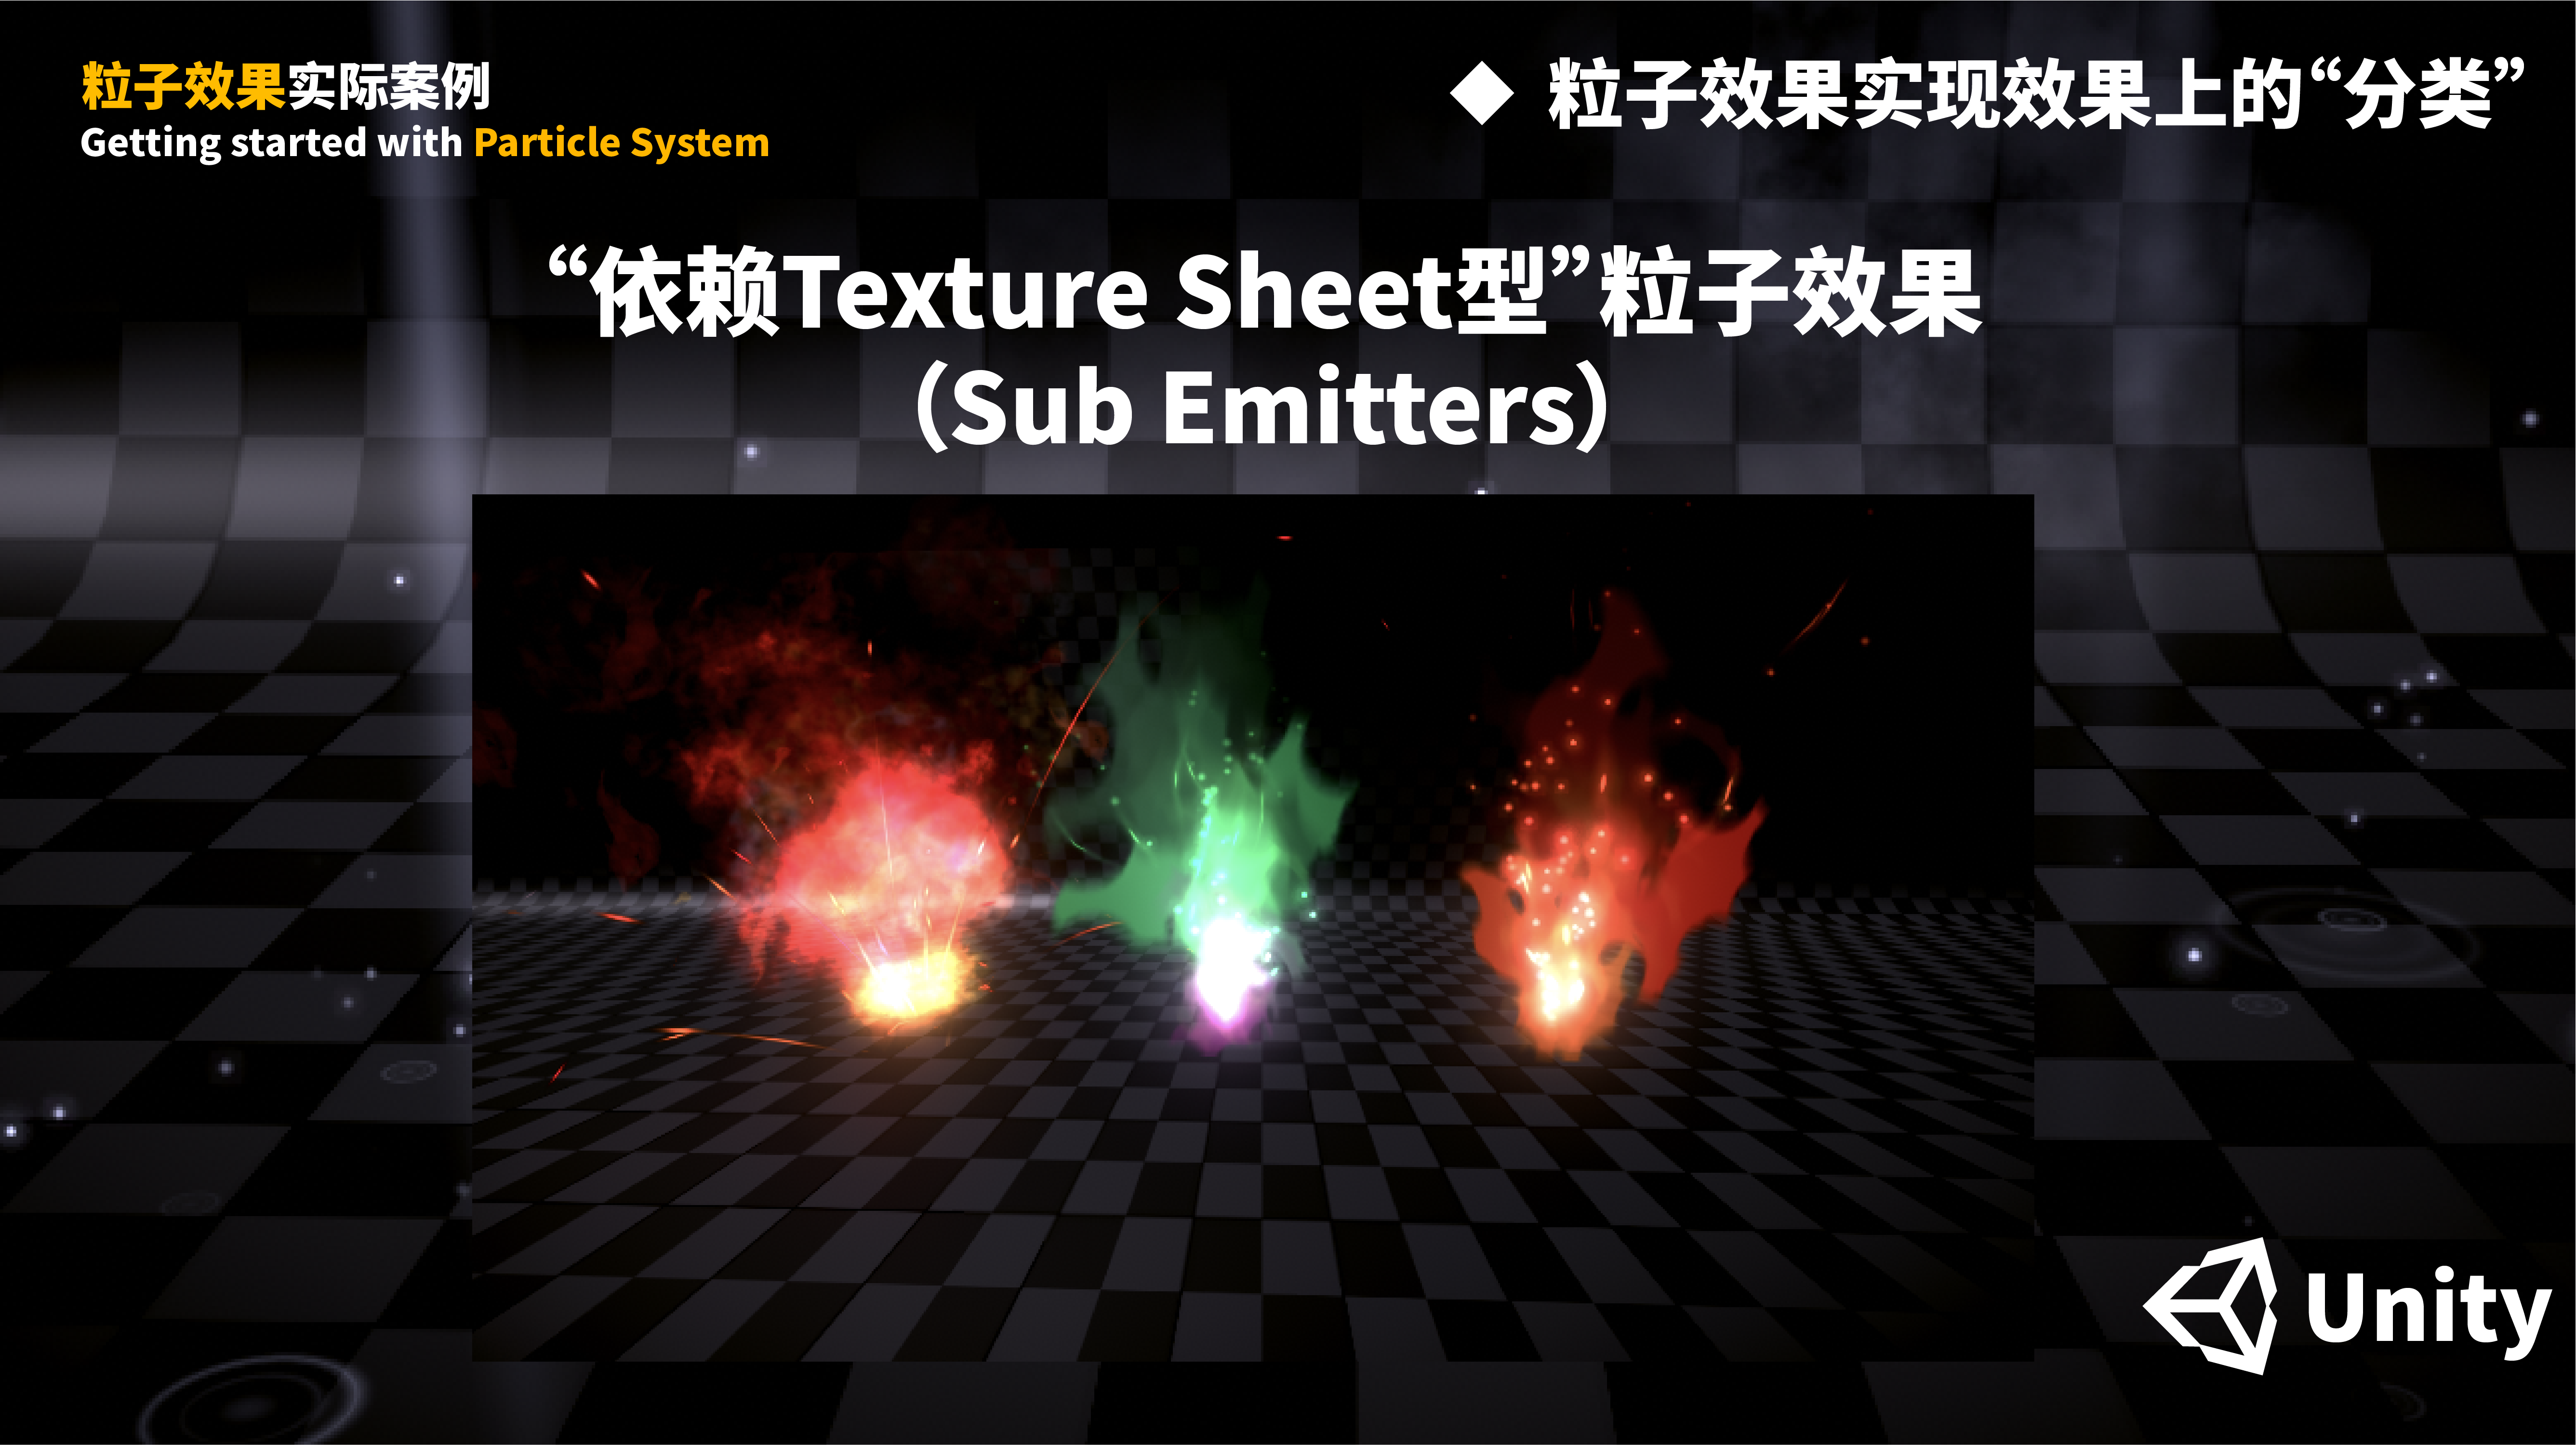 粒子效果实际案例
Getting started with Particle System
◆ 粒子效果实现效果上的“分类”
“依赖Texture Sheet型”粒子效果
（Sub Emitters）
Unity